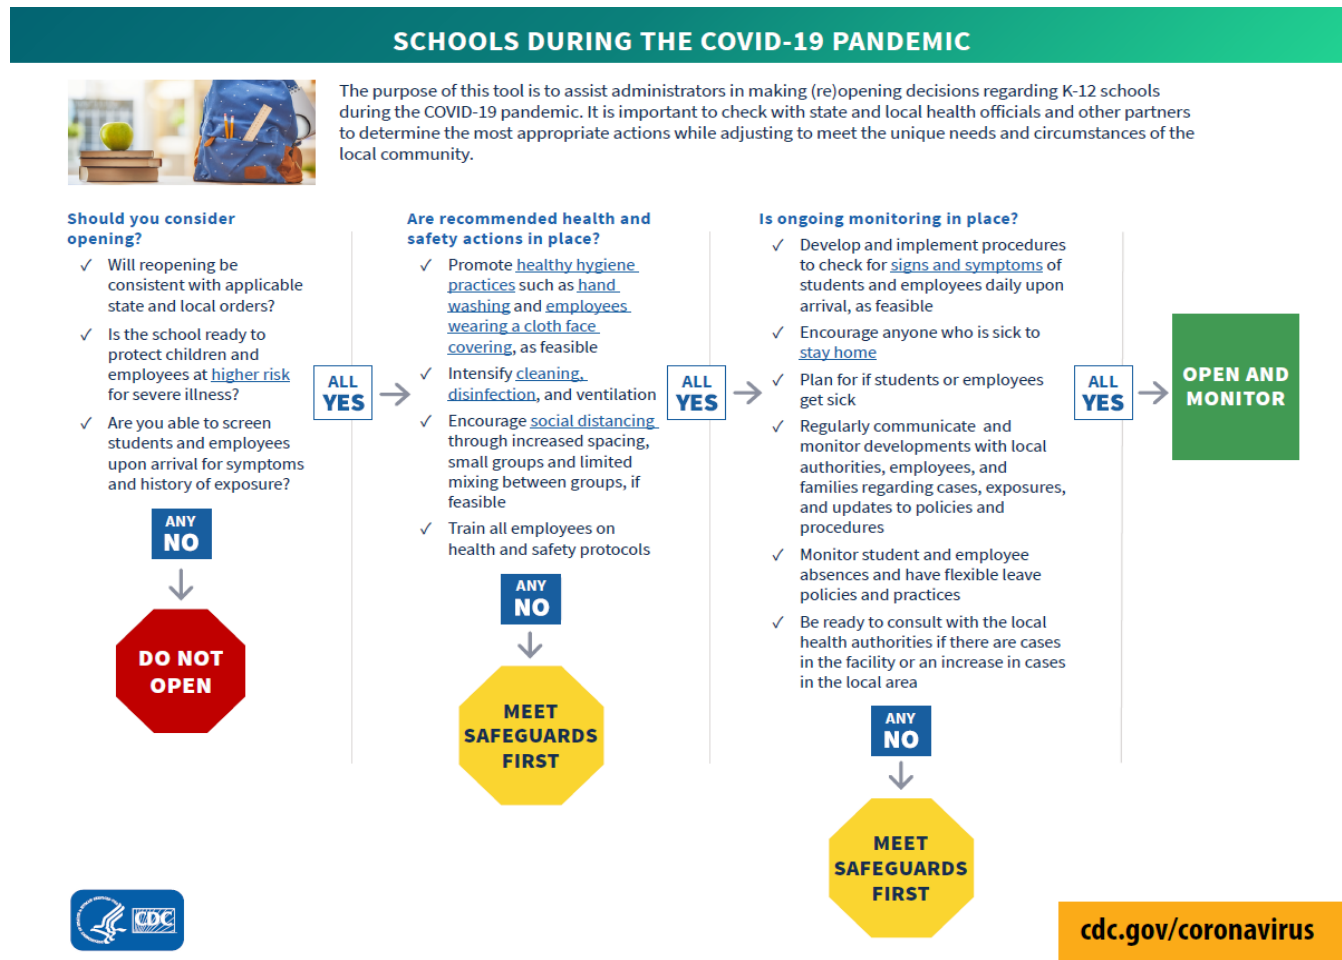 SCHOOLS DURING THE COVID-19 PANDEMIC
The purpose of this tool is to assist administrators in making (re)opening decisions regarding K-12 schools
during the COVID-19 pandemic. It is important to check with state and local health officials and other partners
to determine the most appropriate actions while adjusting to meet the unique needs and circumstances of the
local community.
Should you consider
opening?
✓ Will reopening be
consistent with applicable
state and local orders?
✓ Is the school ready to
protect children and
employees at higher risk
for severe illness?
✓ Are you able to screen
students and employees
upon arrival for symptoms
and history of exposure?
ANY
NO
DO NOT
OPEN
ALL
YES
Are recommended health and
safety actions in place?
✓ Promote healthy hygiene
practices such as hand
washing and employees
wearing a cloth face
covering, as feasible
✓ Intensify cleaning,
disinfection, and ventilation
✓ Encourage social distancing
through increased spacing,
small groups and limited
mixing between groups, if
feasible
✓ Train all employees on
health and safety protocols
ANY
NO
MEET
SAFEGUARDS
FIRST
ALL
YES
Is ongoing monitoring in place?
✓ Develop and implement procedures
to check for signs and symptoms of
students and employees daily upon
arrival, as feasible
✓ Encourage anyone who is sick to
stay home
✓ Plan for if students or employees
get sick
✓ Regularly communicate and
monitor developments with local
authorities, employees, and
families regarding cases, exposures,
and updates to policies and
procedures
✓ Monitor student and employee
absences and have flexible leave
policies and practices
✓ Be ready to consult with the local
health authorities if there are cases
in the facility or an increase in cases
in the local area
ANY
NO
MEET
SAFEGUARDS
FIRST
ALL
YES
OPEN AND
MONITOR
CDC
cdc.gov/coronavirus